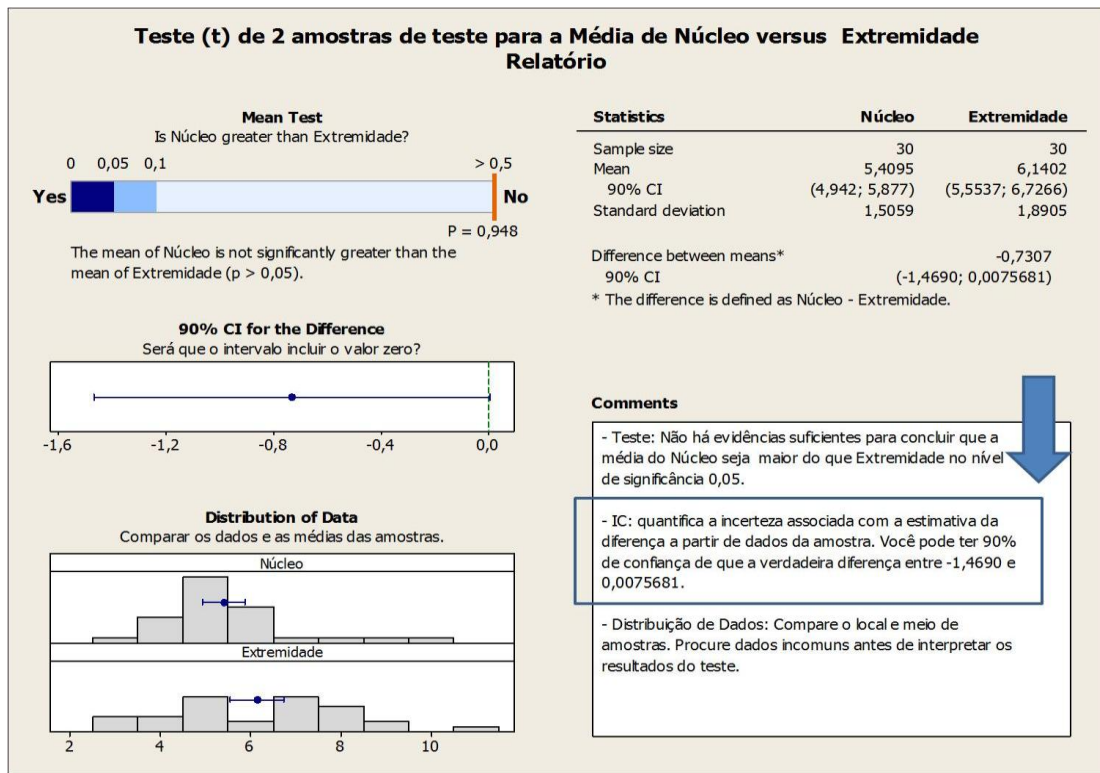 Teste (t) de 2 amostras de teste para a Média de Núcleo versus Extremidade
Relatório
Mean Test
Is Núcleo greater than Extremidade?
0 0,05 0,1 > 0,5
Yes No
P = 0,948
The mean of Núcleo is not significantly greater than the
mean of Extremidade (p > 0,05).
90% CI for the Difference
Será que o intervalo incluir o valor zero?
-1,6 -1,2 -0,8 -0,4 0,0
Distribution of Data
Comparar os dados e as médias das amostras.
Núcleo
Extremidade
2 4 6 8 10
Statistics Núcleo Extremidade
Sample size 30 30
Mean 5,4095 6,1402
90% CI (4,942; 5,877) (5,5537; 6,7266)
Standard deviation 1,5059 1,8905
Difference between means* -0,7307
90% CI (-1,4690; 0,0075681)
* The difference is defined as Núcleo - Extremidade.
Comments
- Teste: Não há evidências suficientes para concluir que a
média do Núcleo seja maior do que Extremidade no nível
de significância 0,05.
- IC: quantifica a incerteza associada com a estimativa da
diferença a partir de dados da amostra. Você pode ter 90%
de confiança de que a verdadeira diferença entre -1,4690 e
0,0075681.
- Distribuição de Dados: Compare o local e meio de
amostras. Procure dados incomuns antes de interpretar os
resultados do teste.